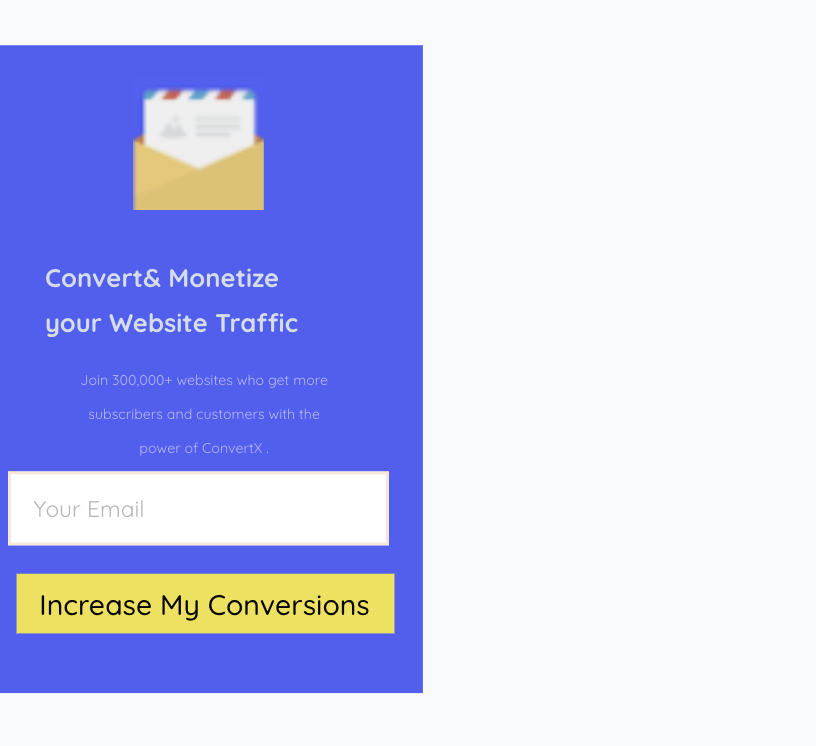 Convert& Monetize
your Website Traffic
Join 300,000+ websites who get more
subscribers and customers with the
power of ConvertX .
Your Email
Increase My Conversions